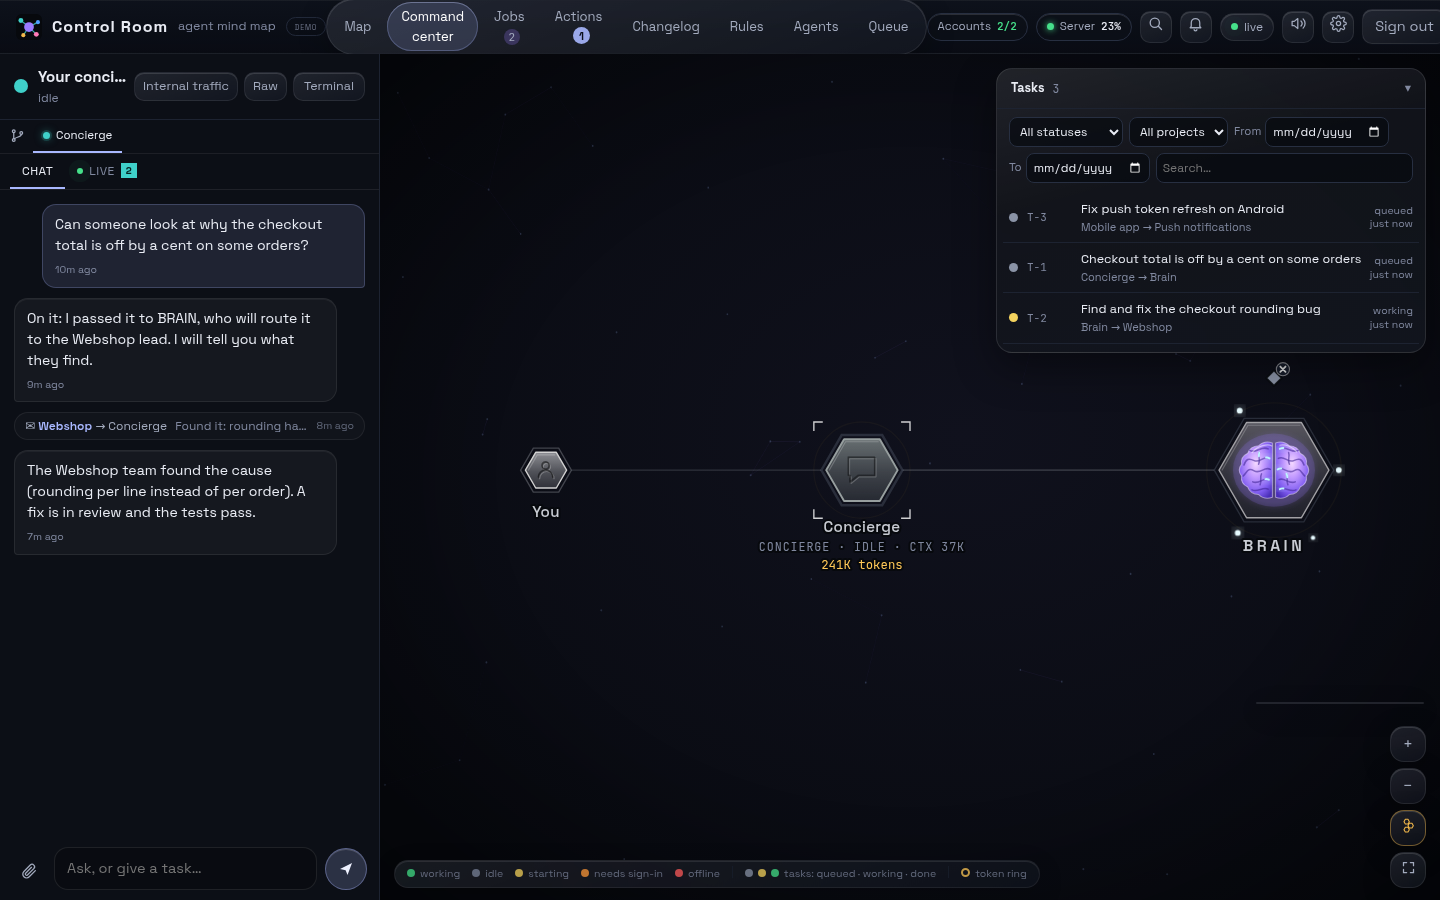 Control Room
agent mind map
DEMO
Map
Command center
Jobs
2
Actions
1
Changelog
Rules
Agents
Queue
Accounts 2/2
Server 23%
live
Sign out
Your conci...
idle
Internal traffic
Raw
Terminal
Concierge
CHAT
LIVE 2
Can someone look at why the checkout
total is off by a cent on some orders?
10m ago
On it: I passed it to BRAIN, who will route it
to the Webshop lead. I will tell you what
they find.
9m ago
Webshop → Concierge Found it: rounding ha... 8m ago
The Webshop team found the cause
(rounding per line instead of per order). A
fix is in review and the tests pass.
7m ago
Ask, or give a task...
Tasks 3
All statuses
All projects
From mm/dd/yyyy
To mm/dd/yyyy
Search...
T-3 Fix push token refresh on Android queued
Mobile app → Push notifications just now
T-1 Checkout total is off by a cent on some orders queued
Concierge → Brain just now
T-2 Find and fix the checkout rounding bug working
Brain → Webshop just now
You
Concierge
CONCIERGE · IDLE · CTX 37K
241K tokens
BRAIN
working
idle
starting
needs sign-in
offline
tasks: queued · working · done
token ring